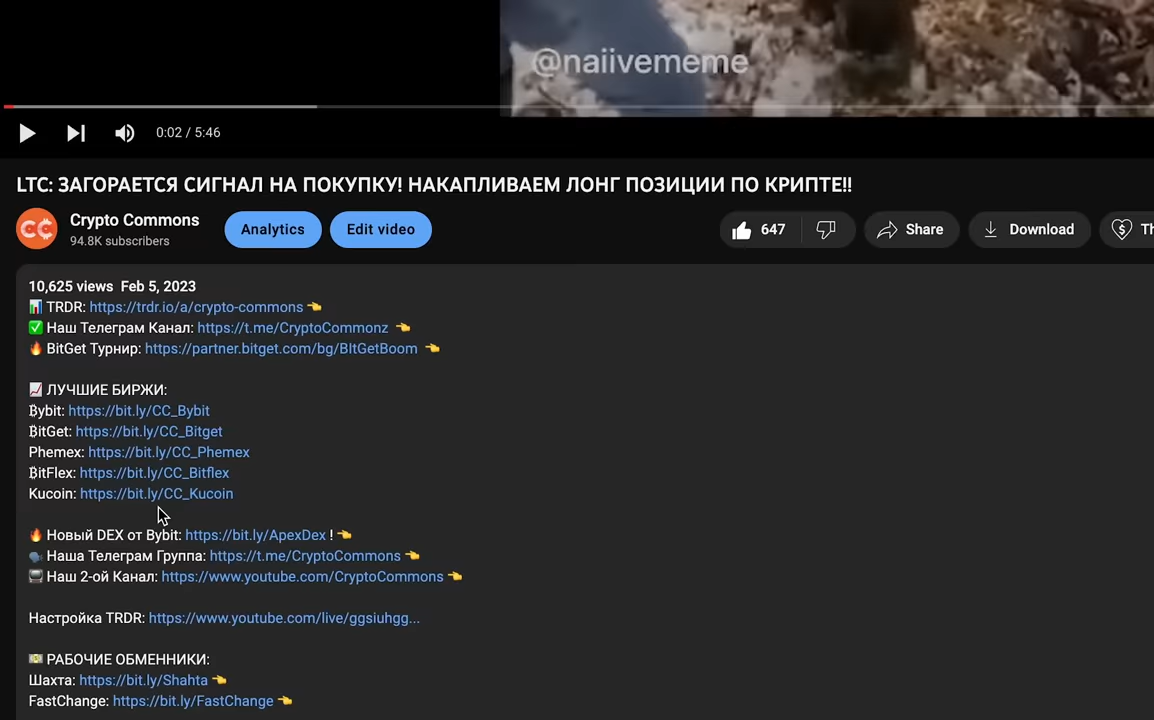 @naiivememe
0:02 / 5:46
LTC: ЗАГОРАЕТСЯ СИГНАЛ НА ПОКУПКУ! НАКАПЛИВАЕМ ЛОНГ ПОЗИЦИИ ПО КРИПТЕ!!
CC Crypto Commons
94.8K subscribers
Analytics
Edit video
647
Share
Download
Th
10,625 views Feb 5, 2023
📊 TRDR: https://trdr.io/a/crypto-commons 👈
✅ Наш Телеграм Канал: https://t.me/CryptoCommonz 👈
🔥 BitGet Турнир: https://partner.bitget.com/bg/BItGetBoom 👈
📈 ЛУЧШИЕ БИРЖИ:
₿ybit: https://bit.ly/CC_Bybit
₿itGet: https://bit.ly/CC_Bitget
Phemex: https://bit.ly/CC_Phemex
₿itFlex: https://bit.ly/CC_Bitflex
Kucoin: https://bit.ly/CC_Kucoin
🔥 Новый DEX от Bybit: https://bit.ly/ApexDex ! 👈
🗣 Наша Телеграм Группа: https://t.me/CryptoCommons 👈
📺 Наш 2-ой Канал: https://www.youtube.com/CryptoCommons 👈
Настройка TRDR: https://www.youtube.com/live/ggsiuhgg...
💵 РАБОЧИЕ ОБМЕННИКИ:
Шахта: https://bit.ly/Shahta 👈
FastChange: https://bit.ly/FastChange 👈